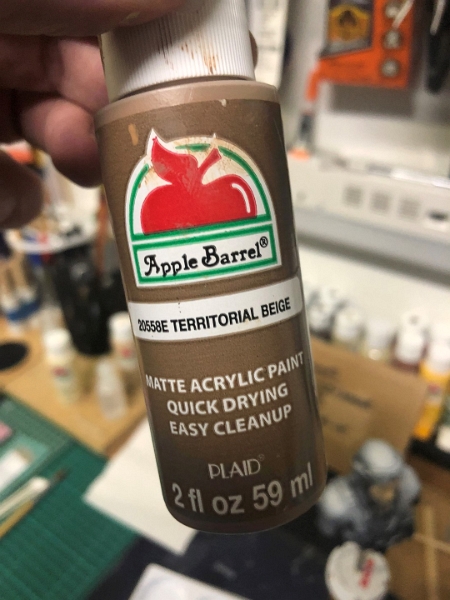 Apple Barrel®
20558E TERRITORIAL BEIGE
MATTE ACRYLIC PAINT
QUICK DRYING
EASY CLEANUP
PLAID®
2 fl oz 59 ml